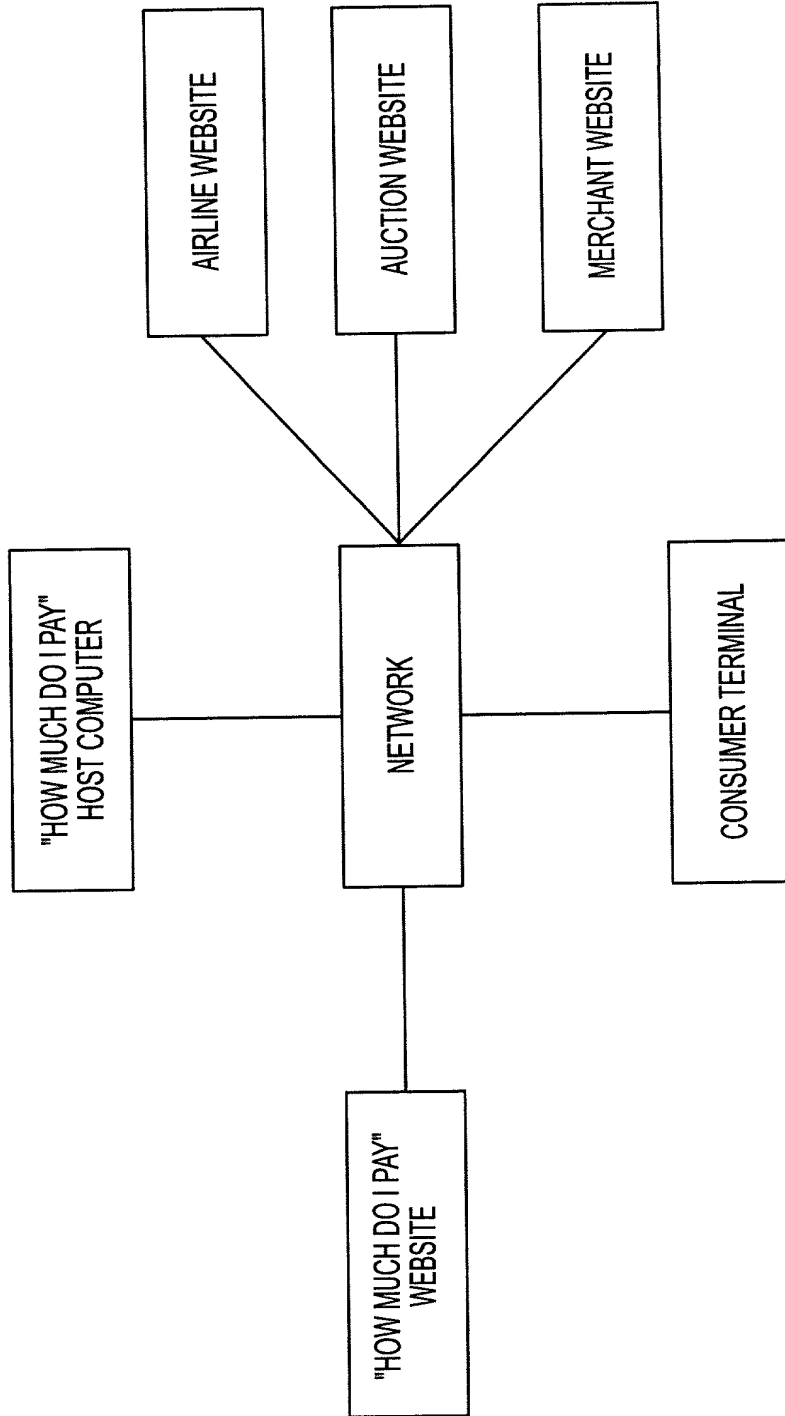 "HOW MUCH DO I PAY"
HOST COMPUTER
AIRLINE WEBSITE
"HOW MUCH DO I PAY"
WEBSITE
NETWORK
AUCTION WEBSITE
MERCHANT WEBSITE
CONSUMER TERMINAL